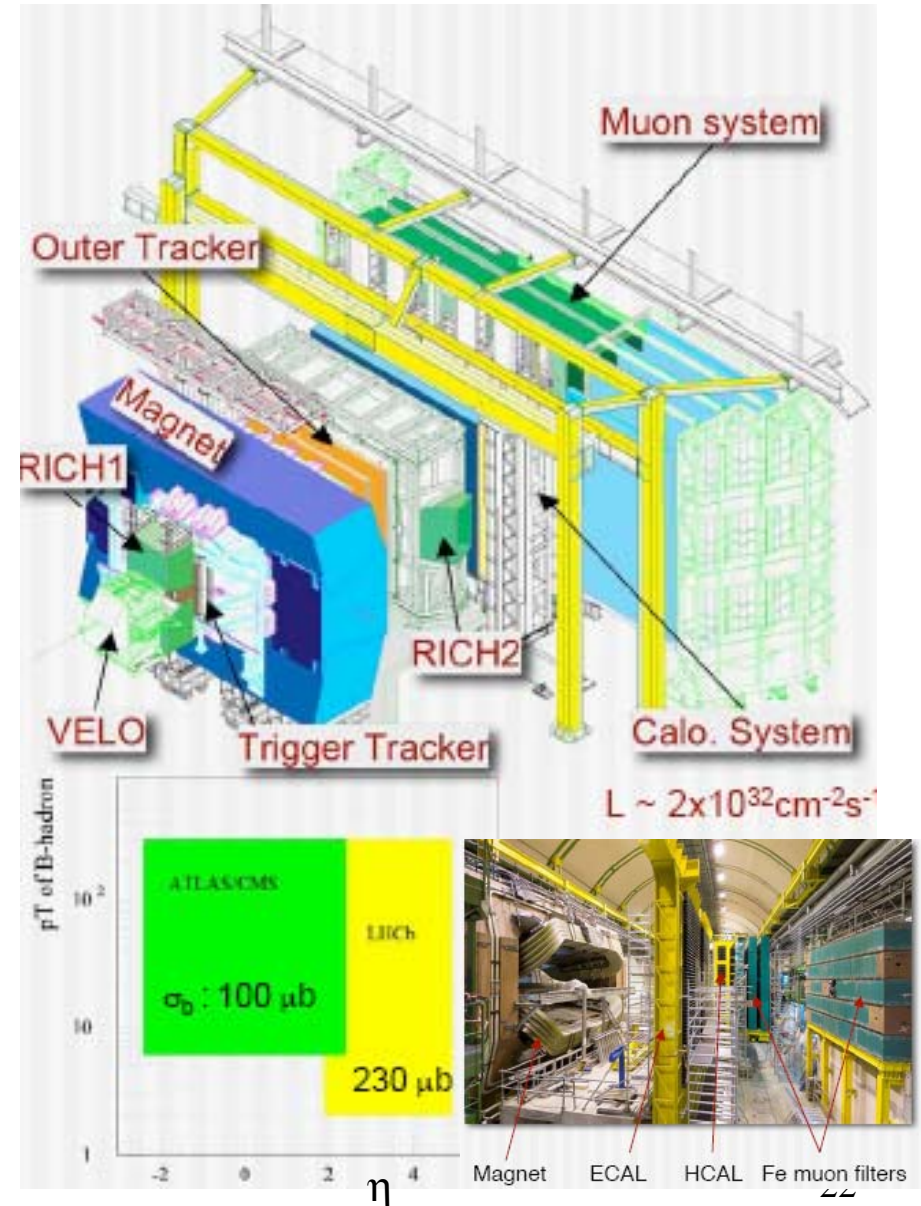 Muon system
Outer Tracker
Magnet
RICH1
RICH2
VELO
Trigger Tracker
Calo. System
L ~ 2x10³²cm⁻²s⁻¹
pT of B-hadron
10²
10
1
ATLAS/CMS
LHCb
σb : 100 μb
230 μb
-2 0 2 4
η
Magnet ECAL HCAL Fe muon filters
22